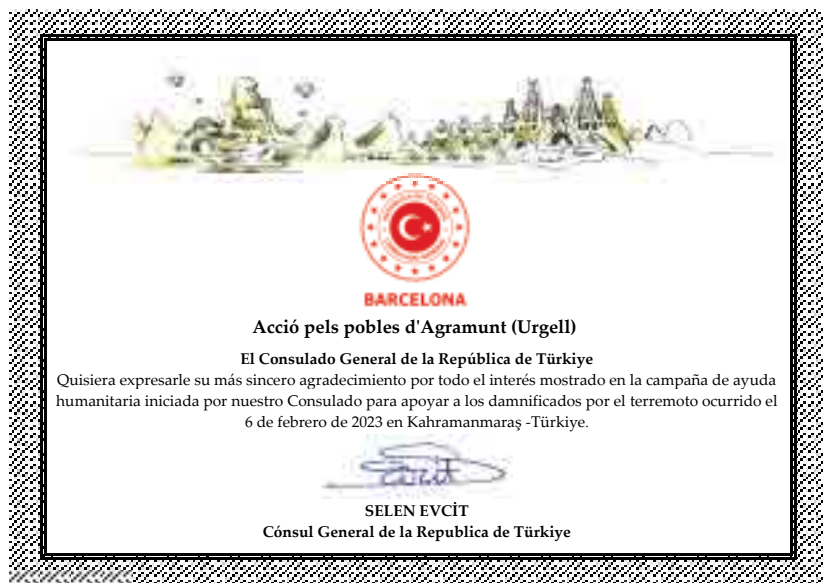 BARCELONA
Acció pels pobles d'Agramunt (Urgell)
El Consulado General de la República de Türkiye
Quisiera expresarle su más sincero agradecimiento por todo el interés mostrado en la campaña de ayuda
humanitaria iniciada por nuestro Consulado para apoyar a los damnificados por el terremoto ocurrido el
6 de febrero de 2023 en Kahramanmaraş -Türkiye.
SELEN EVCİT
Cónsul General de la Republica de Türkiye